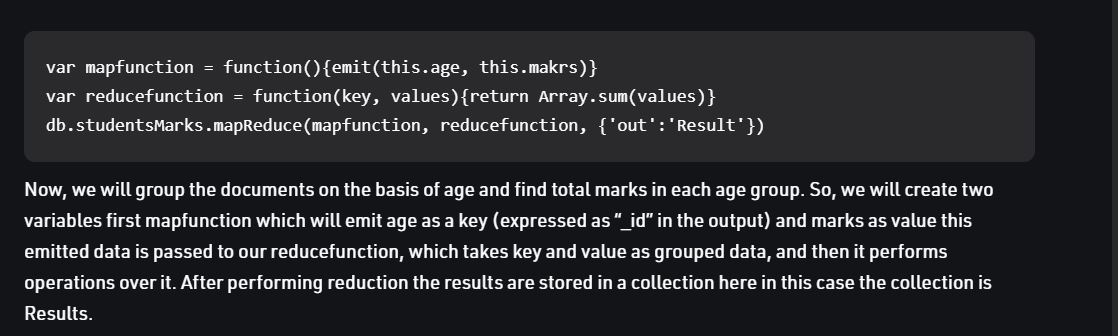 var mapfunction = function(){emit(this.age, this.makrs)}
var reducefunction = function(key, values){return Array.sum(values)}
db.studentsMarks.mapReduce(mapfunction, reducefunction, {'out':'Result'})
Now, we will group the documents on the basis of age and find total marks in each age group. So, we will create two
variables first mapfunction which will emit age as a key (expressed as “_id” in the output) and marks as value this
emitted data is passed to our reducefunction, which takes key and value as grouped data, and then it performs
operations over it. After performing reduction the results are stored in a collection here in this case the collection is
Results.